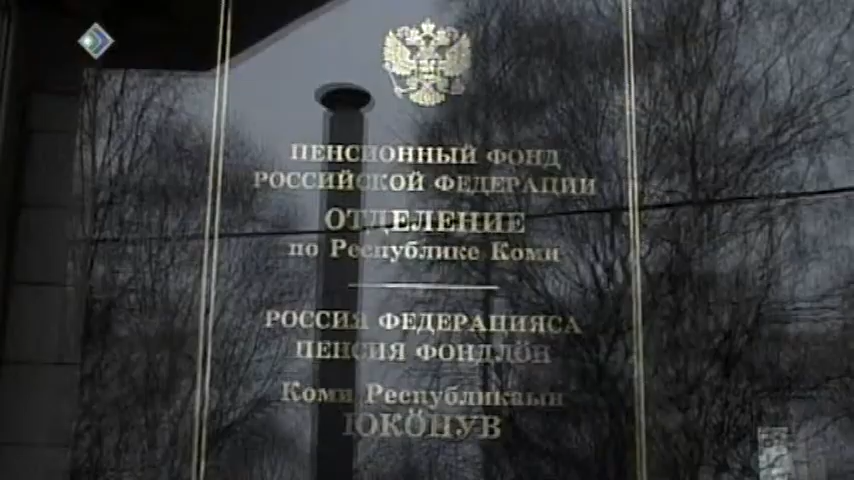 ПЕНСИОННЫЙ ФОНД
РОССИЙСКОЙ ФЕДЕРАЦИИ
ОТДЕЛЕНИЕ
по Республике Коми
РОССИЯ ФЕДЕРАЦИЯСА
ПЕНСИЯ ФОНДЛӦН
Коми Республикаын
ЮКӦНУВ